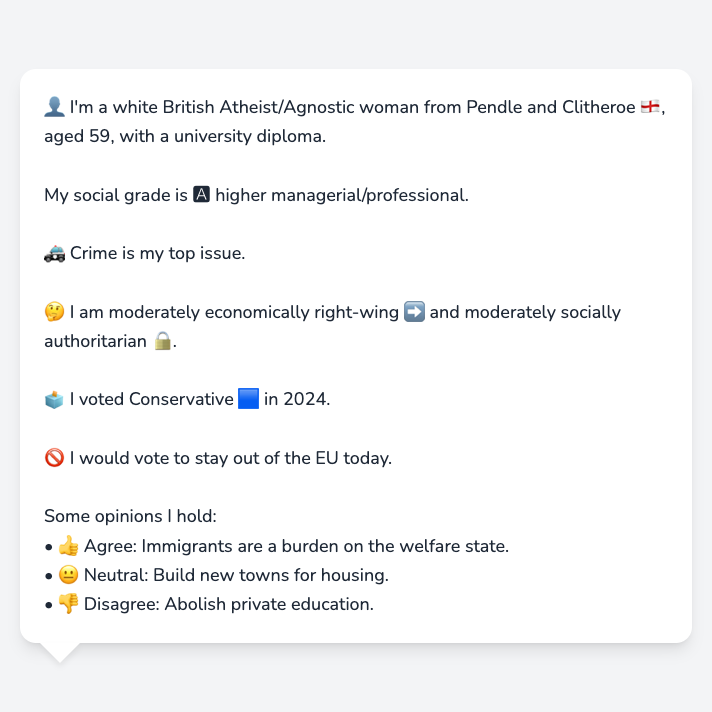 👤 I'm a white British Atheist/Agnostic woman from Pendle and Clitheroe 🏴󠁧󠁢󠁥󠁮󠁧󠁿,
aged 59, with a university diploma.
My social grade is 🅰 higher managerial/professional.
🚓 Crime is my top issue.
🤔 I am moderately economically right-wing ➡️ and moderately socially
authoritarian 🔒.
🗳️ I voted Conservative 🟦 in 2024.
🚫 I would vote to stay out of the EU today.
Some opinions I hold:
• 👍 Agree: Immigrants are a burden on the welfare state.
• 😐 Neutral: Build new towns for housing.
• 👎 Disagree: Abolish private education.